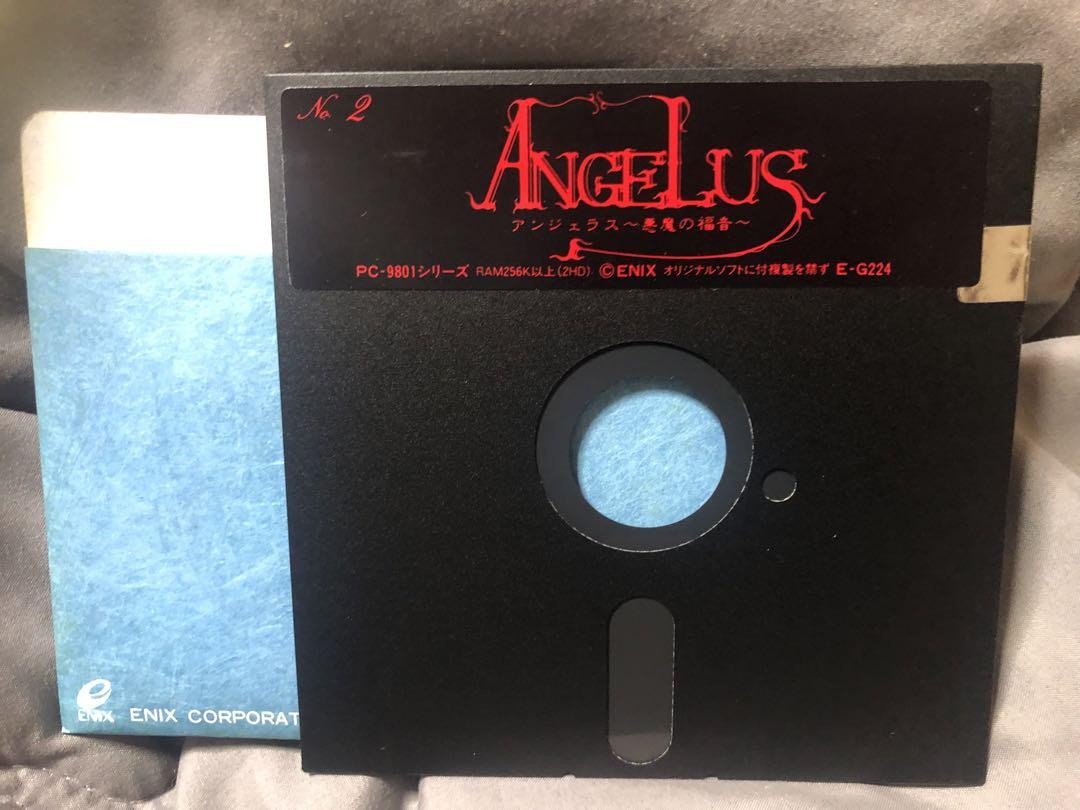 No. 2
ANGELUS
アンジェラス〜悪魔の福音〜
PC-9801シリーズ RAM256K以上(2HD) ©ENIX オリジナルソフトに付複製を禁ず E-G224
ENIX ENIX CORPORAT